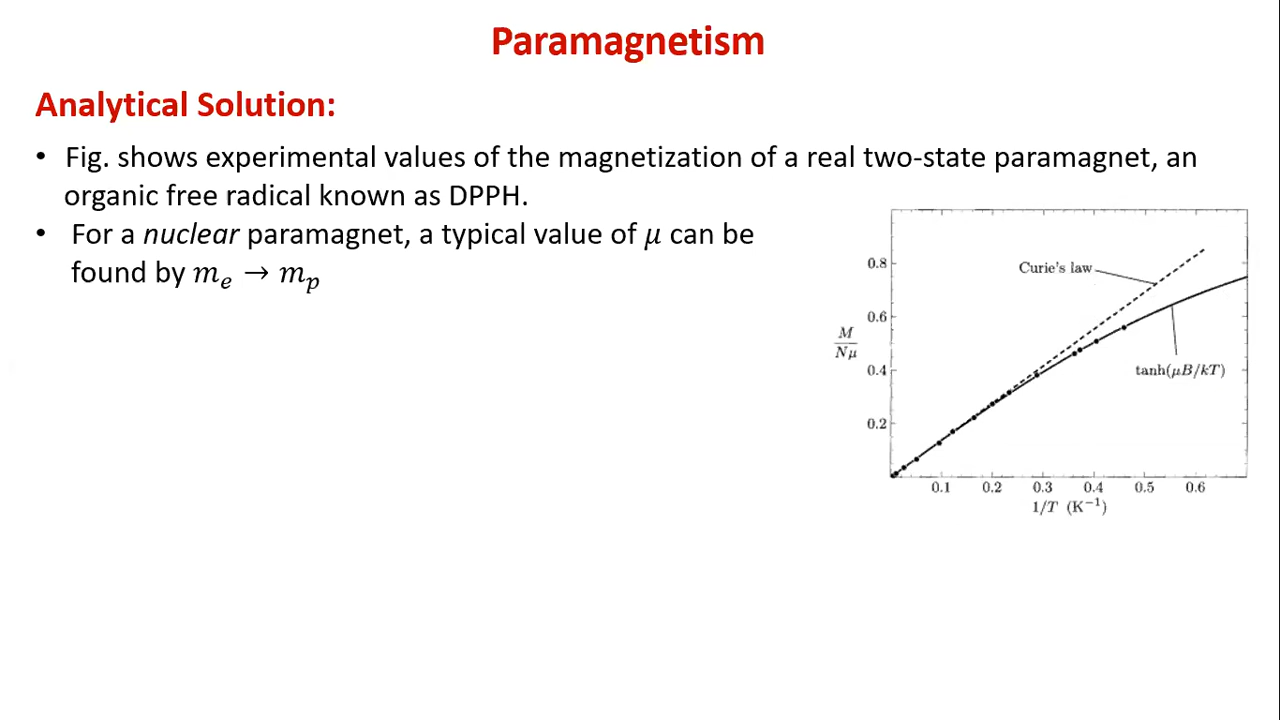 Paramagnetism
Analytical Solution:
• Fig. shows experimental values of the magnetization of a real two-state paramagnet, an
organic free radical known as DPPH.
• For a nuclear paramagnet, a typical value of μ can be
found by mₑ → mₚ
Curie's law
0.8
0.6
M
Nμ
0.4
tanh(μB/kT)
0.2
0.1 0.2 0.3 0.4 0.5 0.6
1/T (K⁻¹)